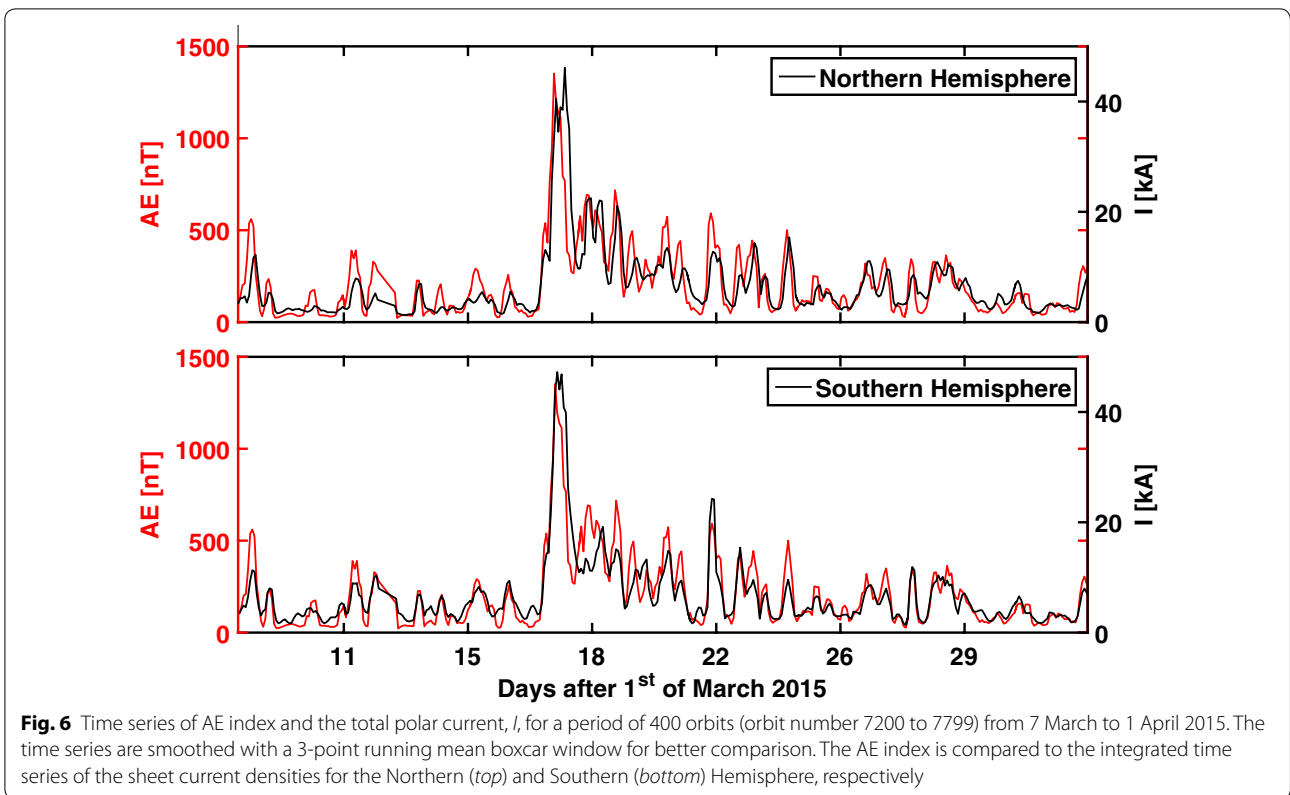 1500
1000
500
0
AE [nT]
Northern Hemisphere
40
20
0
I [kA]
1500
1000
500
0
AE [nT]
Southern Hemisphere
40
20
0
I [kA]
11 15 18 22 26 29
Days after 1st of March 2015
Fig. 6 Time series of AE index and the total polar current, I, for a period of 400 orbits (orbit number 7200 to 7799) from 7 March to 1 April 2015. The
time series are smoothed with a 3-point running mean boxcar window for better comparison. The AE index is compared to the integrated time
series of the sheet current densities for the Northern (top) and Southern (bottom) Hemisphere, respectively